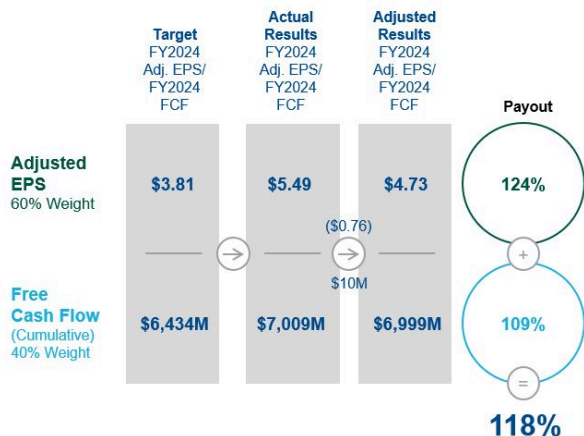 Target
FY2024
Adj. EPS/
FY2024
FCF
Actual
Results
FY2024
Adj. EPS/
FY2024
FCF
Adjusted
Results
FY2024
Adj. EPS/
FY2024
FCF
Payout
Adjusted
EPS
60% Weight
$3.81
$5.49
$4.73
124%
($0.76)
+
$10M
Free
Cash Flow
(Cumulative)
40% Weight
$6,434M
$7,009M
$6,999M
109%
=
118%